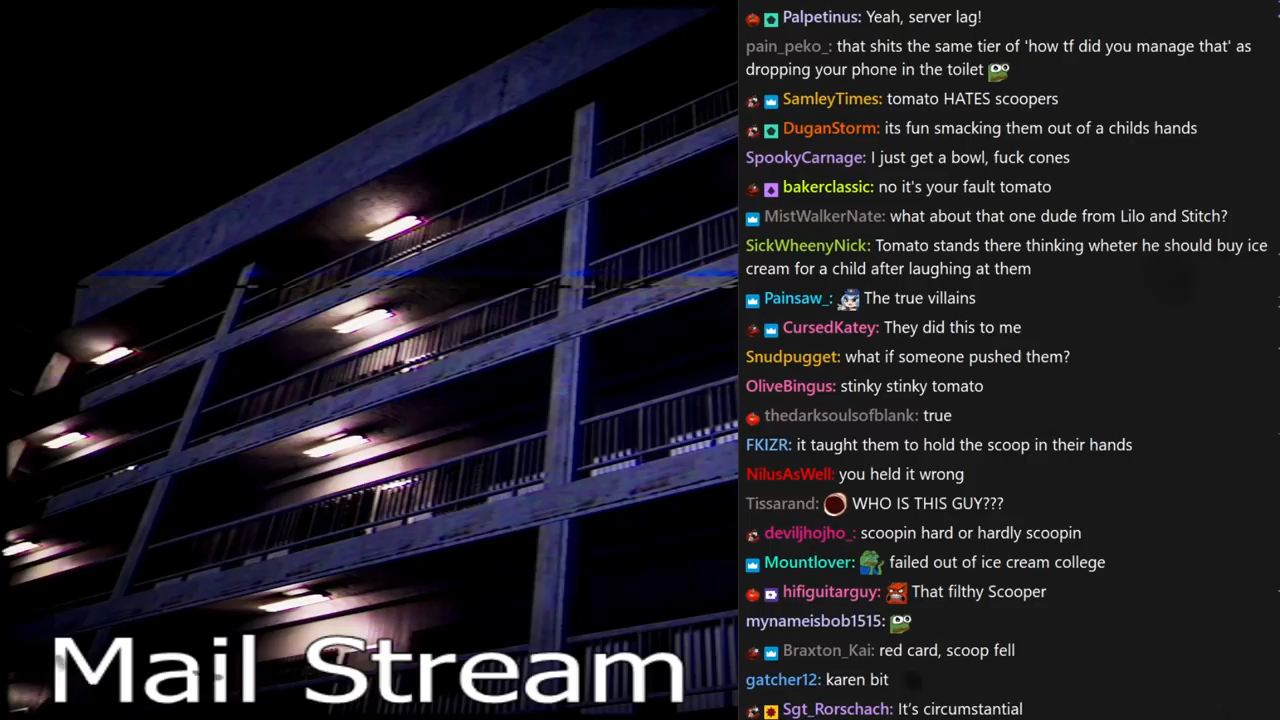 Palpetinus: Yeah, server lag!
pain_peko_: that shits the same tier of 'how tf did you manage that' as
dropping your phone in the toilet
SamleyTimes: tomato HATES scoopers
DuganStorm: its fun smacking them out of a childs hands
SpookyCarnage: I just get a bowl, fuck cones
bakerclassic: no it's your fault tomato
MistWalkerNate: what about that one dude from Lilo and Stitch?
SickWheenyNick: Tomato stands there thinking wheter he should buy ice
cream for a child after laughing at them
Painsaw_: The true villains
CursedKatey: They did this to me
Snudpugget: what if someone pushed them?
OliveBingus: stinky stinky tomato
thedarksoulsofblank: true
FKIZR: it taught them to hold the scoop in their hands
NilusAsWell: you held it wrong
Tissarand: WHO IS THIS GUY???
deviljhojho_: scoopin hard or hardly scoopin
Mountlover: failed out of ice cream college
hifiguitarguy: That filthy Scooper
mynameisbob1515:
Braxton_Kai: red card, scoop fell
gatcher12: karen bit
Sgt_Rorschach: It's circumstantial
Mail Stream